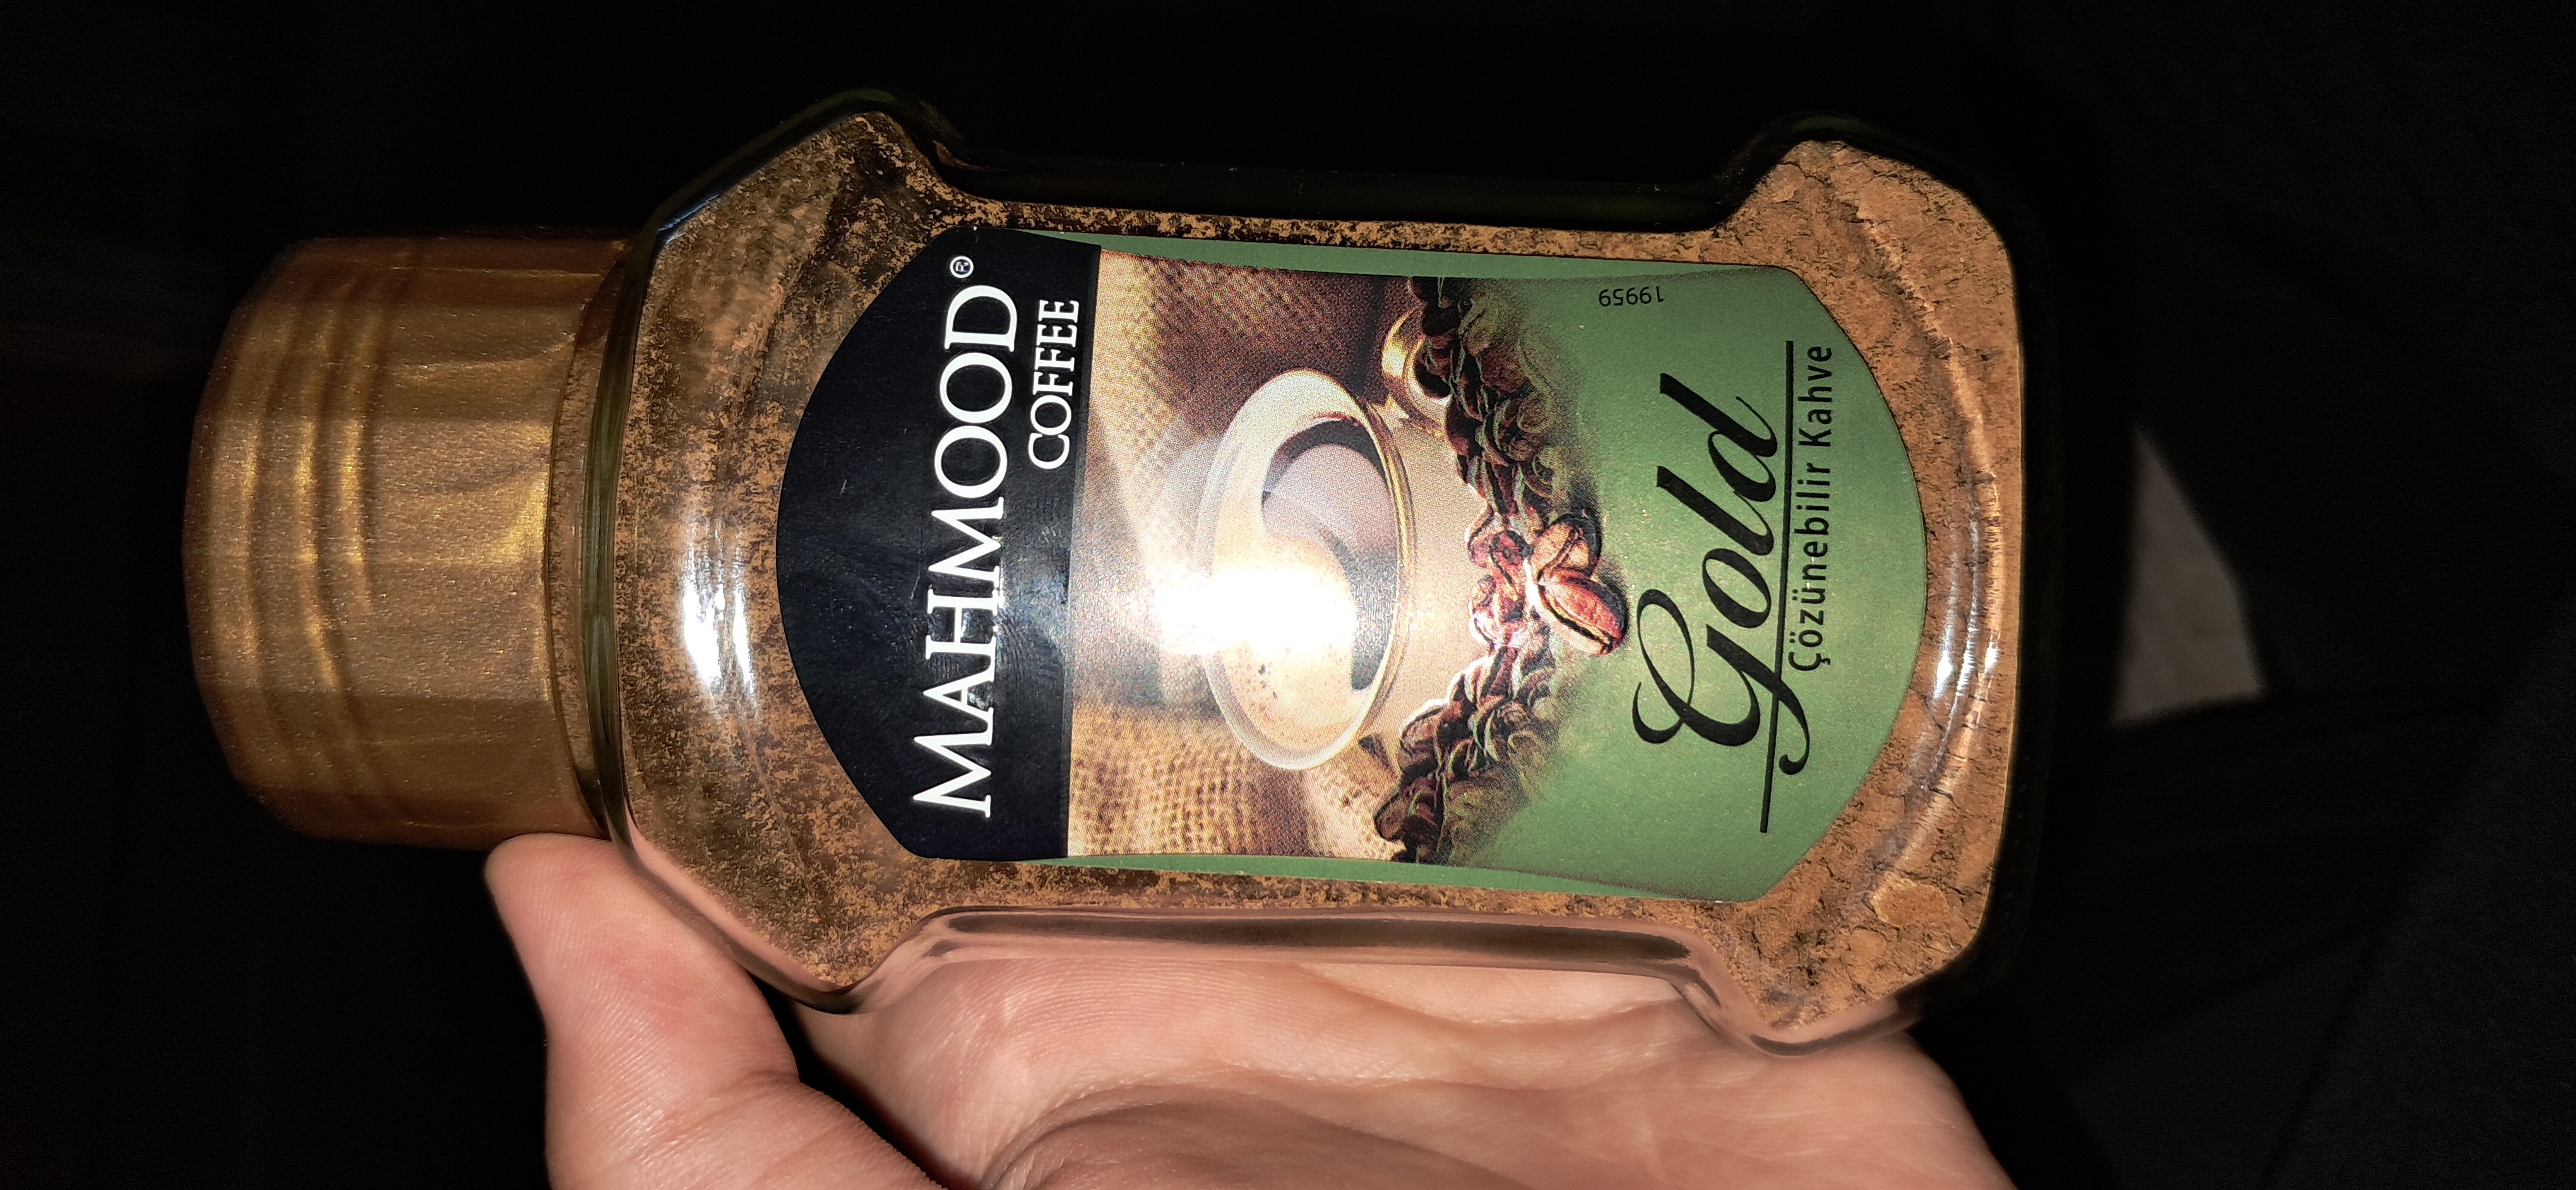 MAHMOOD®
COFFEE
19959
Gold
Çözünebilir Kahve